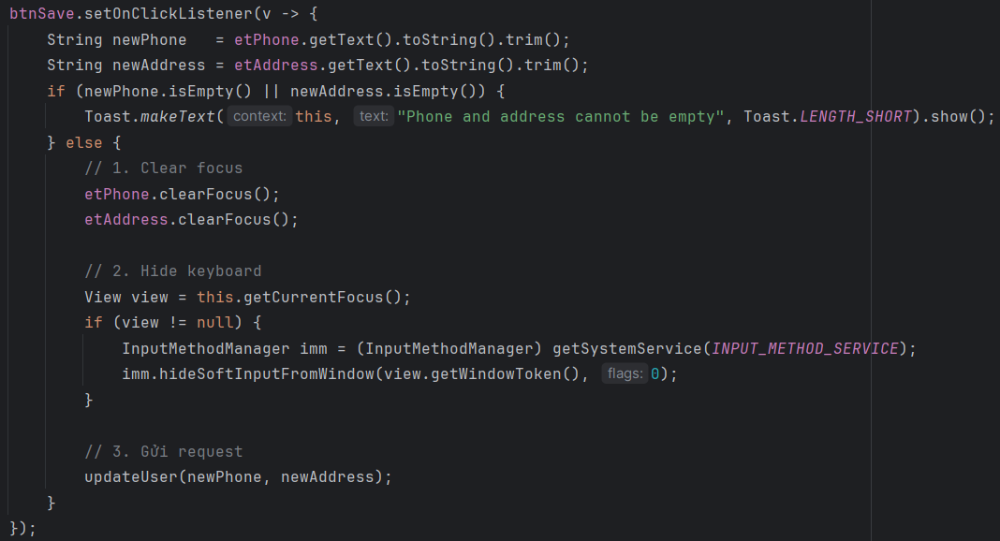 btnSave.setOnClickListener(v -> {
    String newPhone   = etPhone.getText().toString().trim();
    String newAddress = etAddress.getText().toString().trim();
    if (newPhone.isEmpty() || newAddress.isEmpty()) {
        Toast.makeText( context: this,  text: "Phone and address cannot be empty", Toast.LENGTH_SHORT).show();
    } else {
        // 1. Clear focus
        etPhone.clearFocus();
        etAddress.clearFocus();

        // 2. Hide keyboard
        View view = this.getCurrentFocus();
        if (view != null) {
            InputMethodManager imm = (InputMethodManager) getSystemService(INPUT_METHOD_SERVICE);
            imm.hideSoftInputFromWindow(view.getWindowToken(),  flags: 0);
        }

        // 3. Gửi request
        updateUser(newPhone, newAddress);
    }
});